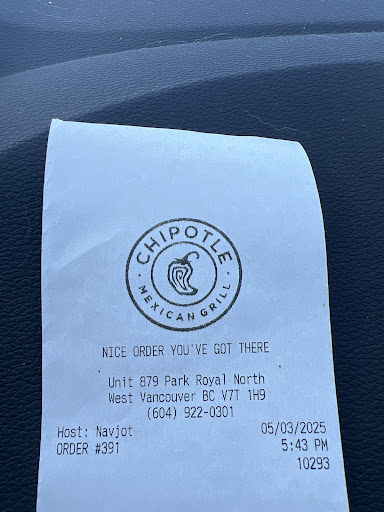 CHIPOTLE
MEXICAN GRILL
NICE ORDER YOU'VE GOT THERE
Unit 879 Park Royal North
West Vancouver BC V7T 1H9
(604) 922-0301
Host: Navjot 05/03/2025
ORDER #391 5:43 PM
10293